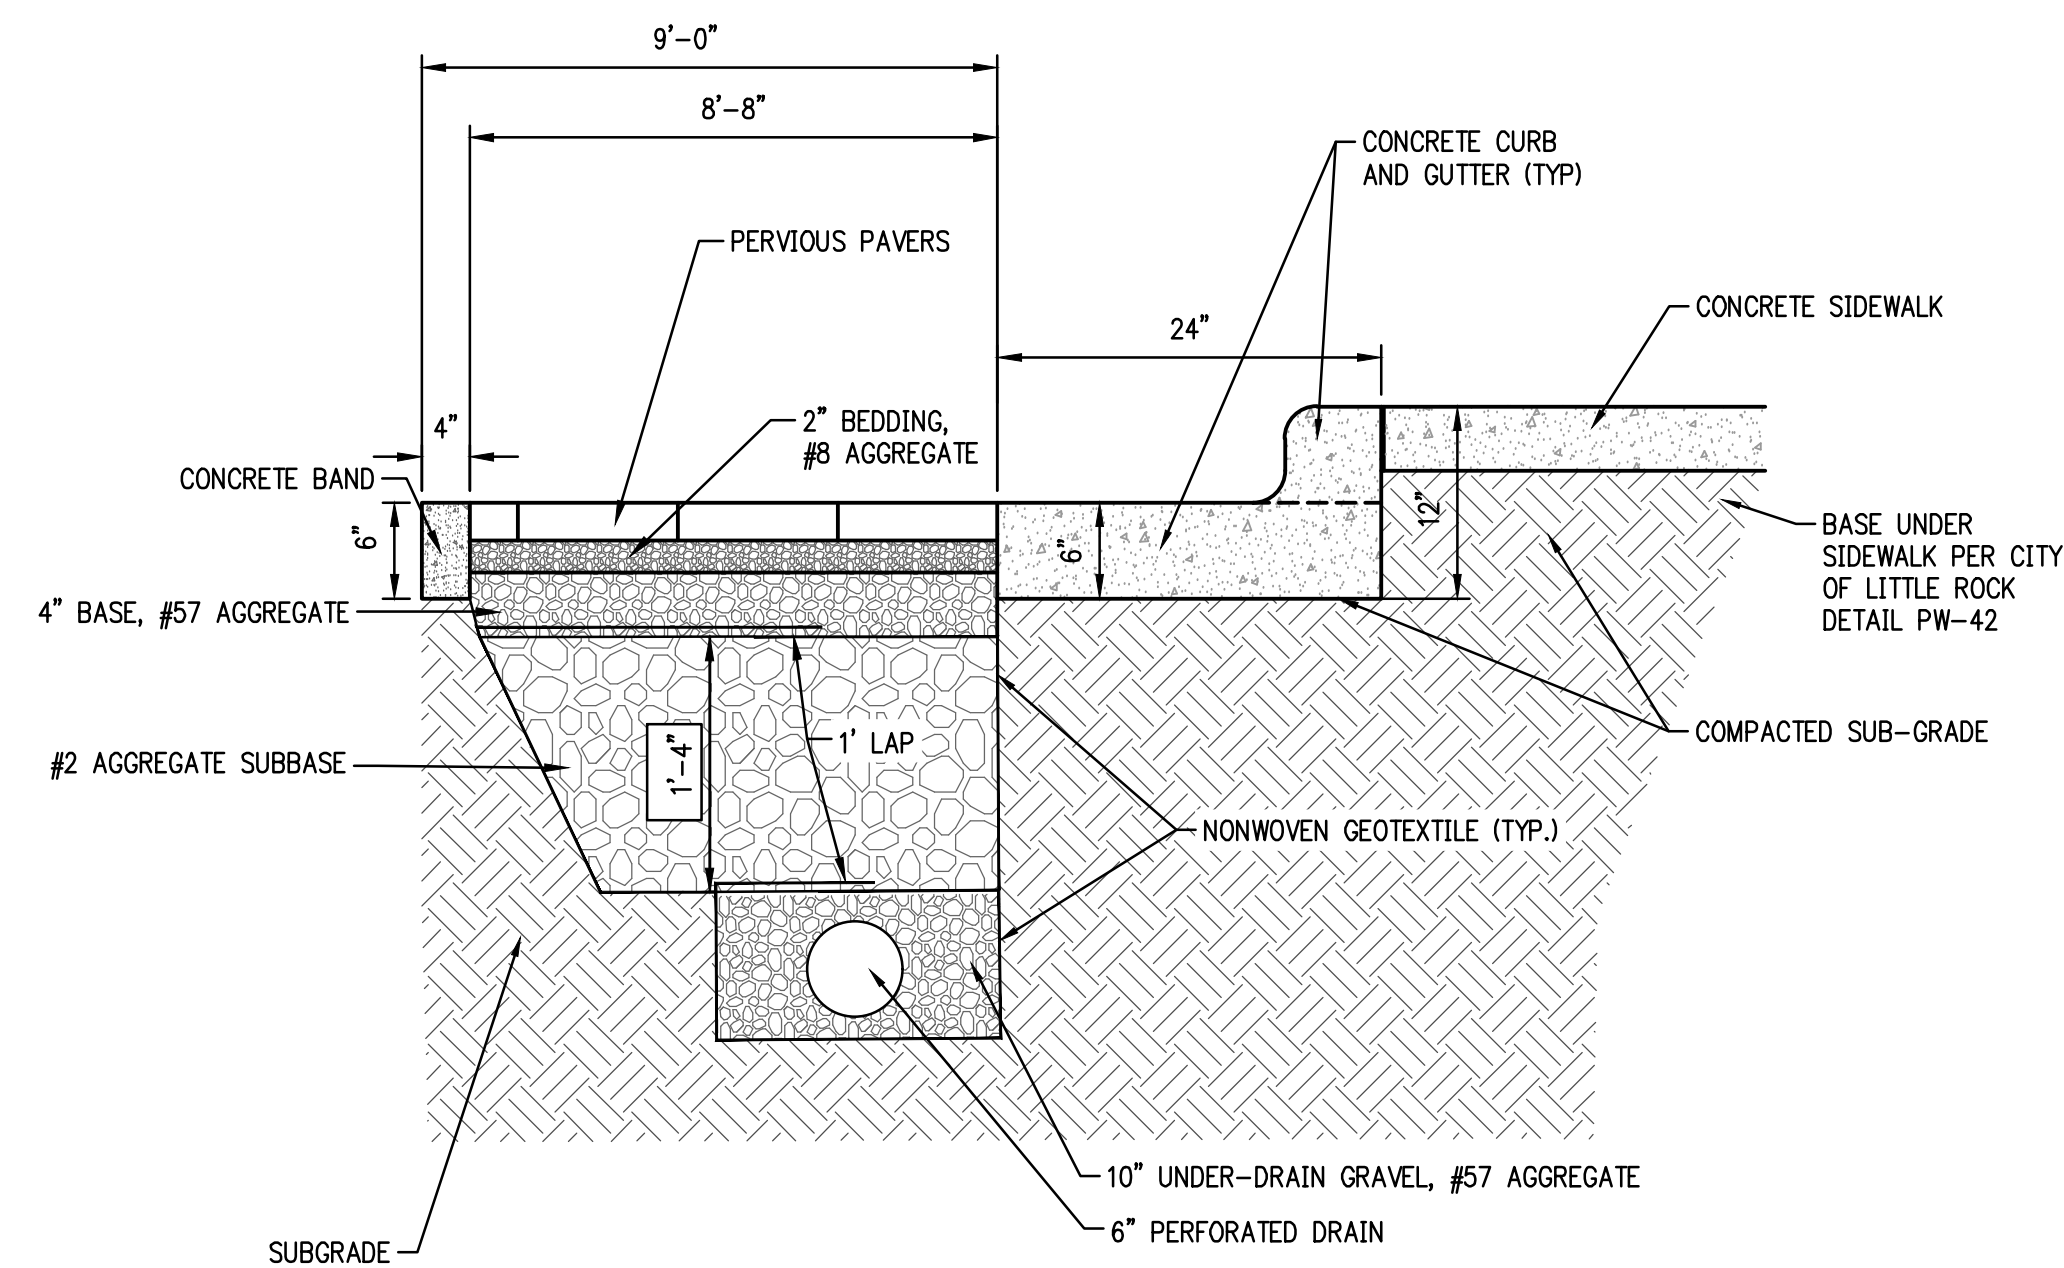 9'-0"
8'-8"
CONCRETE CURB
AND GUTTER (TYP)
PERVIOUS PAVERS
CONCRETE SIDEWALK
24"
4"
2" BEDDING,
#8 AGGREGATE
CONCRETE BAND
6"
6"
12"
BASE UNDER
SIDEWALK PER CITY
OF LITTLE ROCK
DETAIL PW-42
4" BASE, #57 AGGREGATE
#2 AGGREGATE SUBBASE
1'-4"
1' LAP
COMPACTED SUB-GRADE
NONWOVEN GEOTEXTILE (TYP.)
10" UNDER-DRAIN GRAVEL, #57 AGGREGATE
6" PERFORATED DRAIN
SUBGRADE